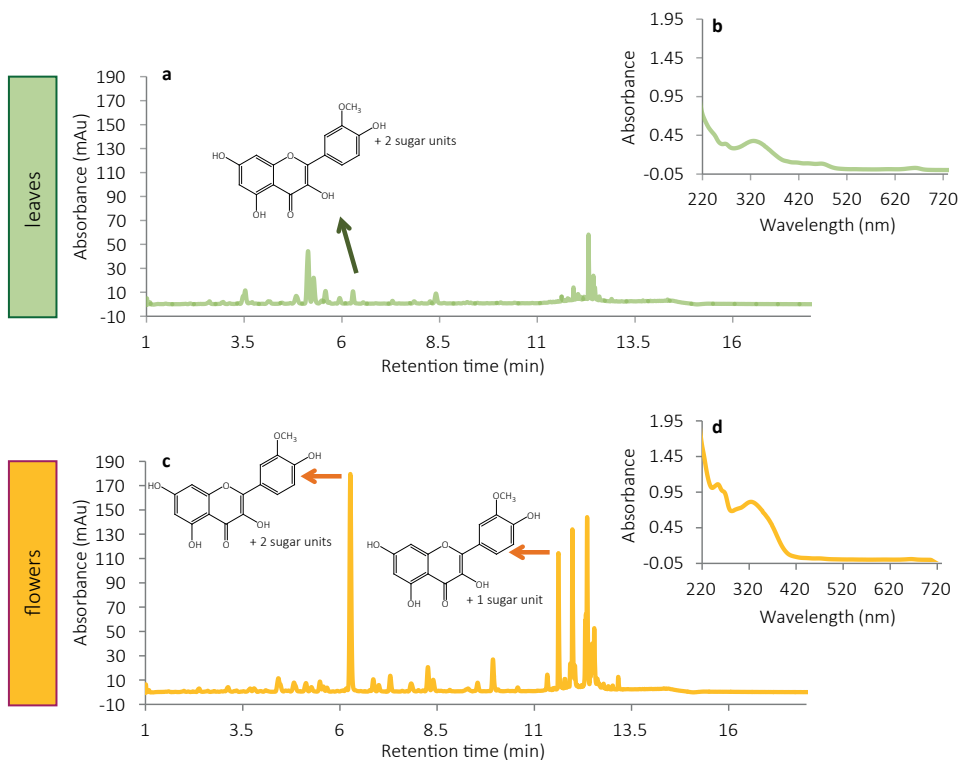 leaves
a
Absorbance (mAu)
190
170
150
130
110
90
70
50
30
10
-10
1
3.5
6
8.5
11
13.5
16
Retention time (min)
OCH₃
OH
+ 2 sugar units
HO
O
OH
OH
O
b
Absorbance
1.95
1.45
0.95
0.45
-0.05
220
320
420
520
620
720
Wavelength (nm)
flowers
c
Absorbance (mAu)
190
170
150
130
110
90
70
50
30
10
-10
1
3.5
6
8.5
11
13.5
16
Retention time (min)
OCH₃
OH
HO
O
OH
+ 2 sugar units
OH
O
OCH₃
OH
HO
O
OH
+ 1 sugar unit
OH
O
d
Absorbance
1.95
1.45
0.95
0.45
-0.05
220
320
420
520
620
720
Wavelength (nm)